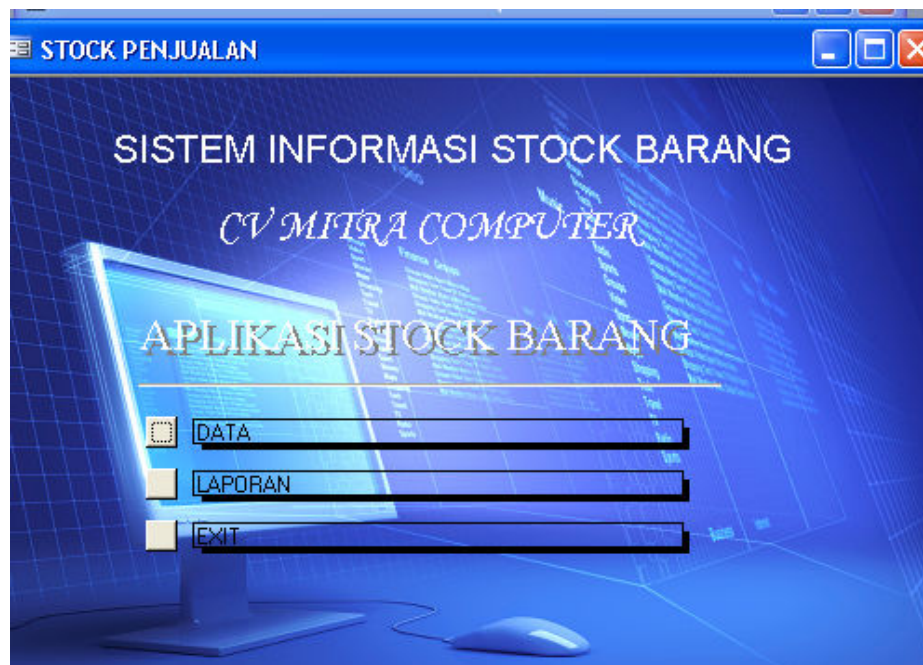 STOCK PENJUALAN
SISTEM INFORMASI STOCK BARANG
CV MITRA COMPUTER
APLIKASI STOCK BARANG
DATA
LAPORAN
EXIT